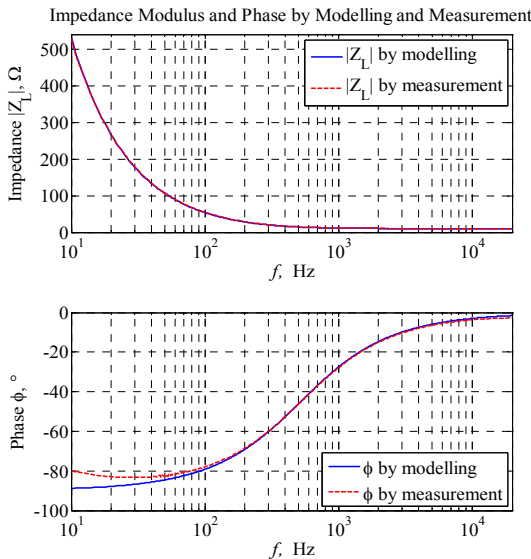 Impedance Modulus and Phase by Modelling and Measurement
Impedance |Z_L|, Ω
500
400
300
200
100
0
|Z_L| by modelling
|Z_L| by measurement
10^1
10^2
10^3
10^4
f, Hz
Phase ϕ, °
0
-20
-40
-60
-80
-100
ϕ by modelling
ϕ by measurement
10^1
10^2
10^3
10^4
f, Hz